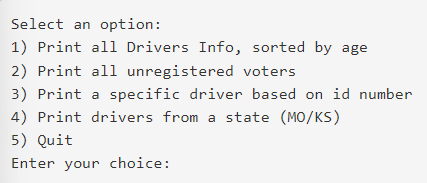 Select an option:
1) Print all Drivers Info, sorted by age
2) Print all unregistered voters
3) Print a specific driver based on id number
4) Print drivers from a state (MO/KS)
5) Quit
Enter your choice: